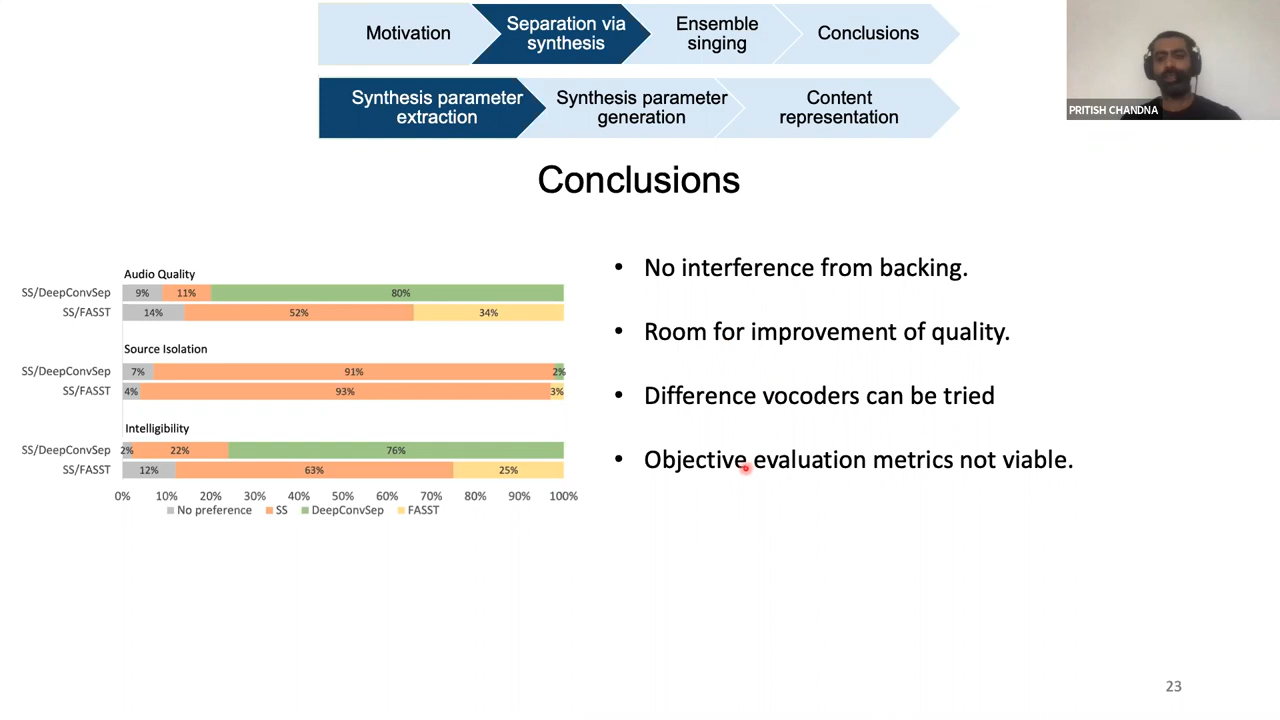 Motivation
Separation via
synthesis
Ensemble
singing
Conclusions
PRITISH CHANDNA
Synthesis parameter
extraction
Synthesis parameter
generation
Content
representation
Conclusions
Audio Quality
SS/DeepConvSep 9% 11% 80%
SS/FASST 14% 52% 34%
Source Isolation
SS/DeepConvSep 7% 91% 2%
SS/FASST 4% 93% 3%
Intelligibility
SS/DeepConvSep 2% 22% 76%
SS/FASST 12% 63% 25%
0% 10% 20% 30% 40% 50% 60% 70% 80% 90% 100%
No preference SS DeepConvSep FASST
• No interference from backing.
• Room for improvement of quality.
• Difference vocoders can be tried
• Objective evaluation metrics not viable.
23